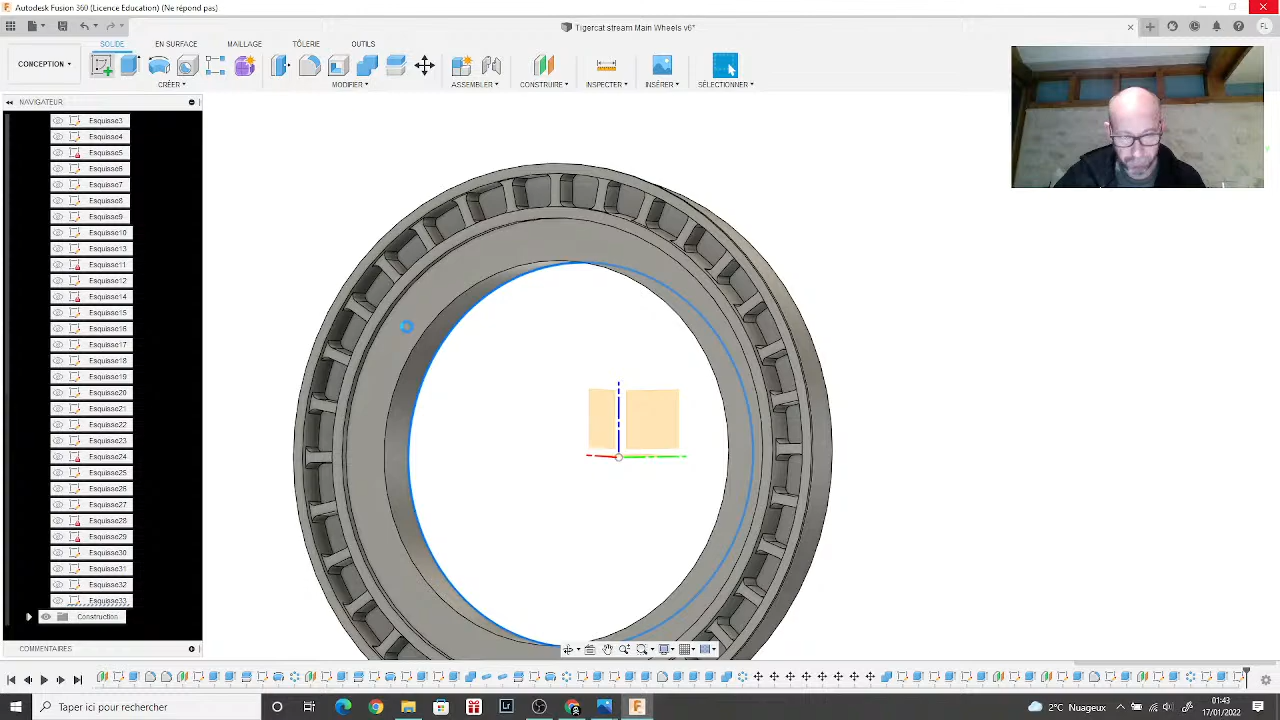 Autodesk Fusion 360 (Licence Education) (Ne répond pas)
Tigercat stream Main Wheels v6*
FL
SOLIDE
EN SURFACE
MAILLAGE
TÔLERIE
OUTILS
CONCEPTION
CRÉER
MODIFIER
ASSEMBLER
CONSTRUIRE
INSPECTER
INSÉRER
SÉLECTIONNER
NAVIGATEUR
Esquisse3
Esquisse4
Esquisse5
Esquisse6
Esquisse7
Esquisse8
Esquisse9
Esquisse10
Esquisse13
Esquisse11
Esquisse12
Esquisse14
Esquisse15
Esquisse16
Esquisse17
Esquisse18
Esquisse19
Esquisse20
Esquisse21
Esquisse22
Esquisse23
Esquisse24
Esquisse25
Esquisse26
Esquisse27
Esquisse28
Esquisse29
Esquisse30
Esquisse31
Esquisse32
Esquisse33
Construction
COMMENTAIRES
Taper ici pour rechercher
2°C Nuageux
01:43
17/01/2022